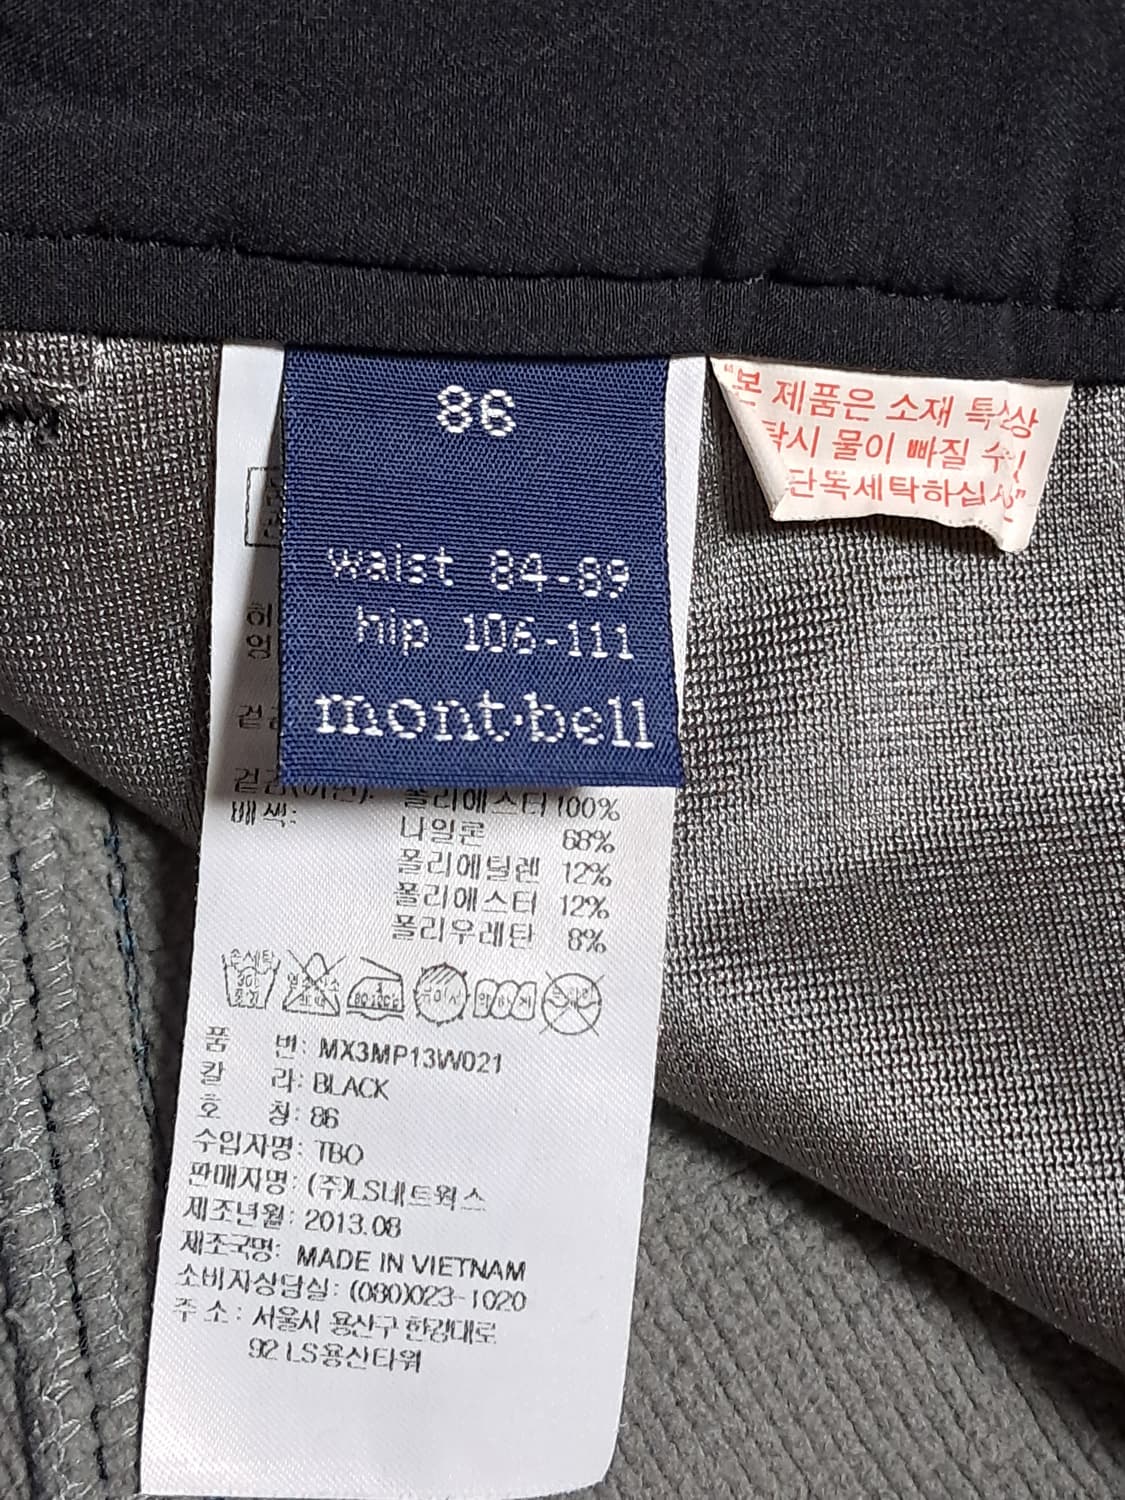 86
waist 84-89
hip 106-111
mont·bell
"본 제품은 소재 특성상
탁시 물이 빠질 수
단독세탁하십시
폴리에스터 100%
배색:
나일론 68%
폴리에틸렌 12%
폴리에스터 12%
폴리우레탄 8%
손세탁
품 번: MX3MP13W021
칼 라: BLACK
호 칭: 86
수입자명: TBO
판매자명: (주)LS네트웍스
제조년월: 2013.08
제조국명: MADE IN VIETNAM
소비자상담실: (080)023-1020
주 소: 서울시 용산구 한강대로
92 LS용산타워